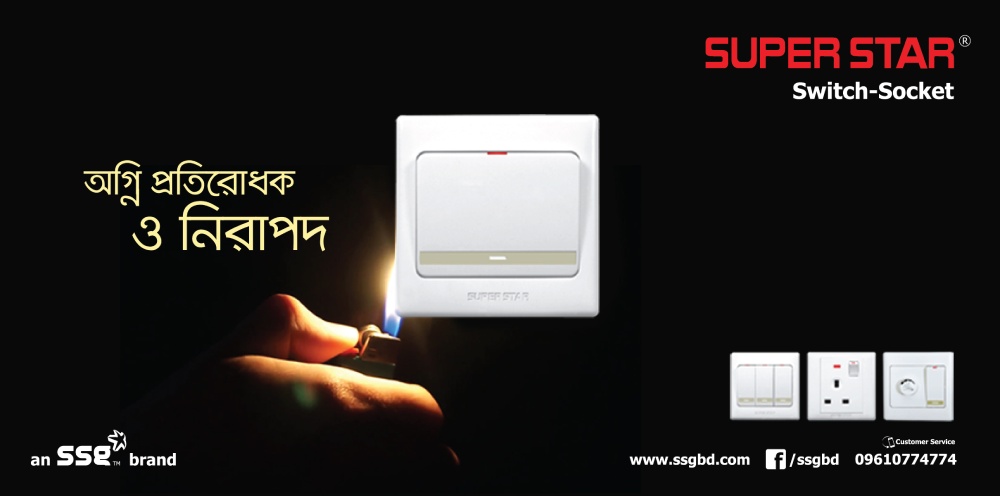 SUPER STAR®
Switch-Socket
অগ্নি প্রতিরোধক
ও নিরাপদ
SUPER STAR
an SSG™ brand
Customer Service
www.ssgbd.com f/ssgbd 09610774774